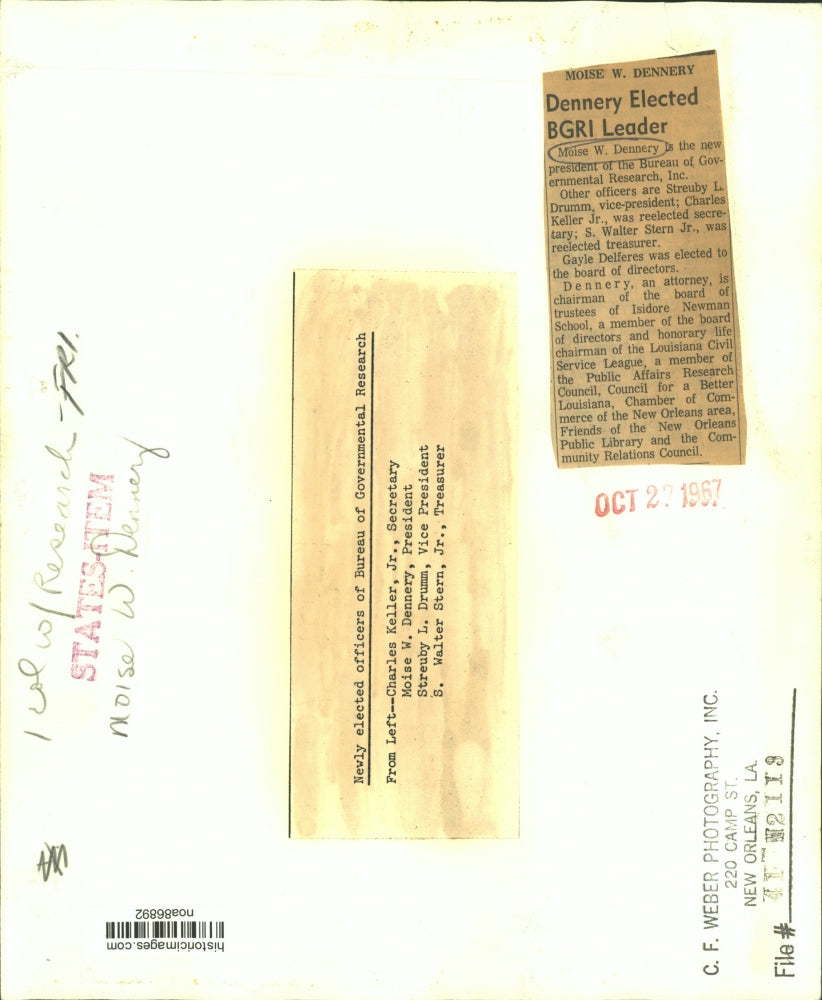 MOISE W. DENNERY
Dennery Elected
BGRI Leader
Moise W. Dennery is the new
president of the Bureau of Gov-
ernmental Research, Inc.
Other officers are Streuby L.
Drumm, vice-president; Charles
Keller Jr., was reelected secre-
tary; S. Walter Stern Jr., was
reelected treasurer.
Gayle Delferes was elected to
the board of directors.
Dennery, an attorney, is
chairman of the board of
trustees of Isidore Newman
School, a member of the board
of directors and honorary life
chairman of the Louisiana Civil
Service League, a member of
the Public Affairs Research
Council, Council for a Better
Louisiana, Chamber of Com-
merce of the New Orleans area,
Friends of the New Orleans
Public Library and the Com-
munity Relations Council.
OCT 27 1967
Newly elected officers of Bureau of Governmental Research
From Left--Charles Keller, Jr., Secretary
Moise W. Dennery, President
Streuby L. Drumm, Vice President
S. Walter Stern, Jr., Treasurer
1 col w/Research - FRI.
STATES-ITEM
Moise W. Dennery
C. F. WEBER PHOTOGRAPHY, INC.
220 CAMP ST.
NEW ORLEANS, LA.
File #
historicimages.com
noa86892